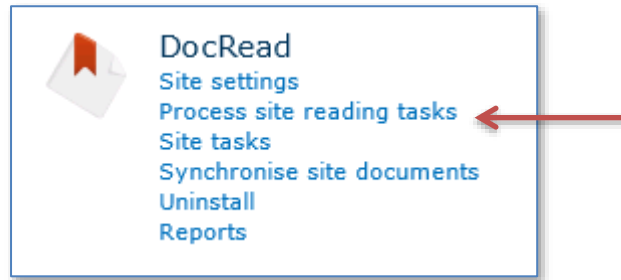 DocRead
Site settings
Process site reading tasks
Site tasks
Synchronise site documents
Uninstall
Reports